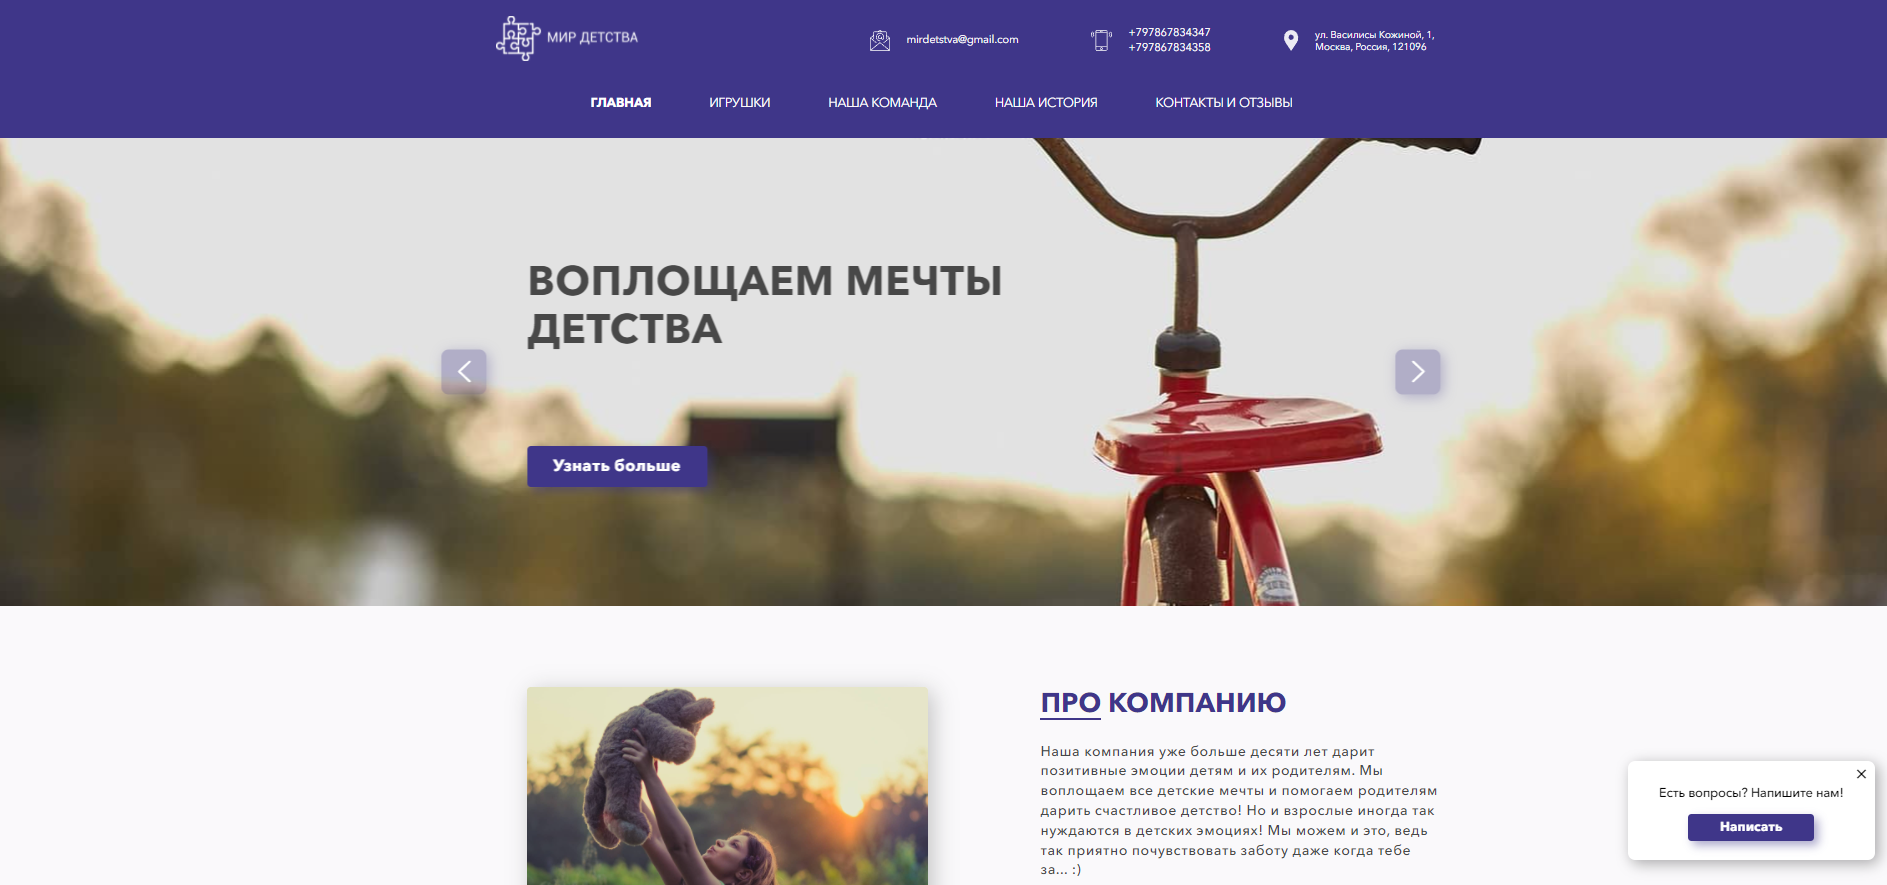 МИР ДЕТСТВА
mirdetstva@gmail.com
+797867834347
+797867834358
ул. Василисы Кожиной, 1,
Москва, Россия, 121096
ГЛАВНАЯ
ИГРУШКИ
НАША КОМАНДА
НАША ИСТОРИЯ
КОНТАКТЫ И ОТЗЫВЫ
ВОПЛОЩАЕМ МЕЧТЫ
ДЕТСТВА
Узнать больше
ПРО КОМПАНИЮ
Наша компания уже больше десяти лет дарит
позитивные эмоции детям и их родителям. Мы
воплощаем все детские мечты и помогаем родителям
дарить счастливое детство! Но и взрослые иногда так
нуждаются в детских эмоциях! Мы можем и это, ведь
так приятно почувствовать заботу даже когда тебе
за... :)
Есть вопросы? Напишите нам!
Написать